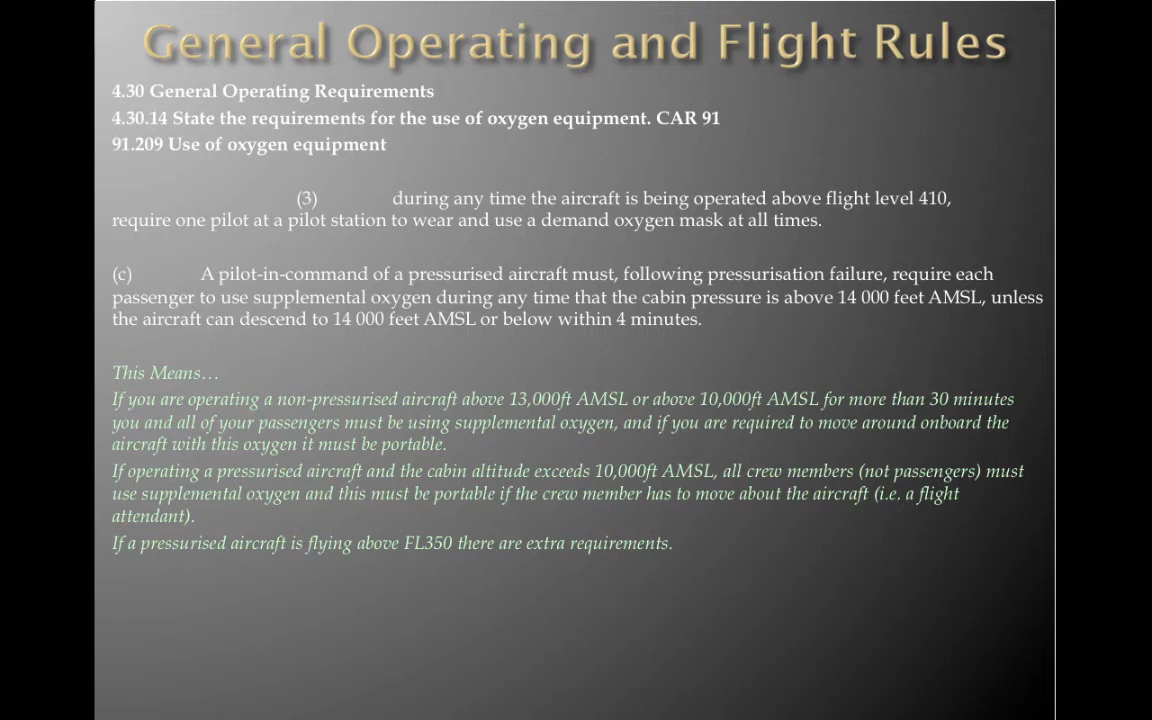 General Operating and Flight Rules
4.30 General Operating Requirements
4.30.14 State the requirements for the use of oxygen equipment. CAR 91
91.209 Use of oxygen equipment
(3) during any time the aircraft is being operated above flight level 410,
require one pilot at a pilot station to wear and use a demand oxygen mask at all times.
(c) A pilot-in-command of a pressurised aircraft must, following pressurisation failure, require each
passenger to use supplemental oxygen during any time that the cabin pressure is above 14 000 feet AMSL, unless
the aircraft can descend to 14 000 feet AMSL or below within 4 minutes.
This Means…
If you are operating a non-pressurised aircraft above 13,000ft AMSL or above 10,000ft AMSL for more than 30 minutes
you and all of your passengers must be using supplemental oxygen, and if you are required to move around onboard the
aircraft with this oxygen it must be portable.
If operating a pressurised aircraft and the cabin altitude exceeds 10,000ft AMSL, all crew members (not passengers) must
use supplemental oxygen and this must be portable if the crew member has to move about the aircraft (i.e. a flight
attendant).
If a pressurised aircraft is flying above FL350 there are extra requirements.